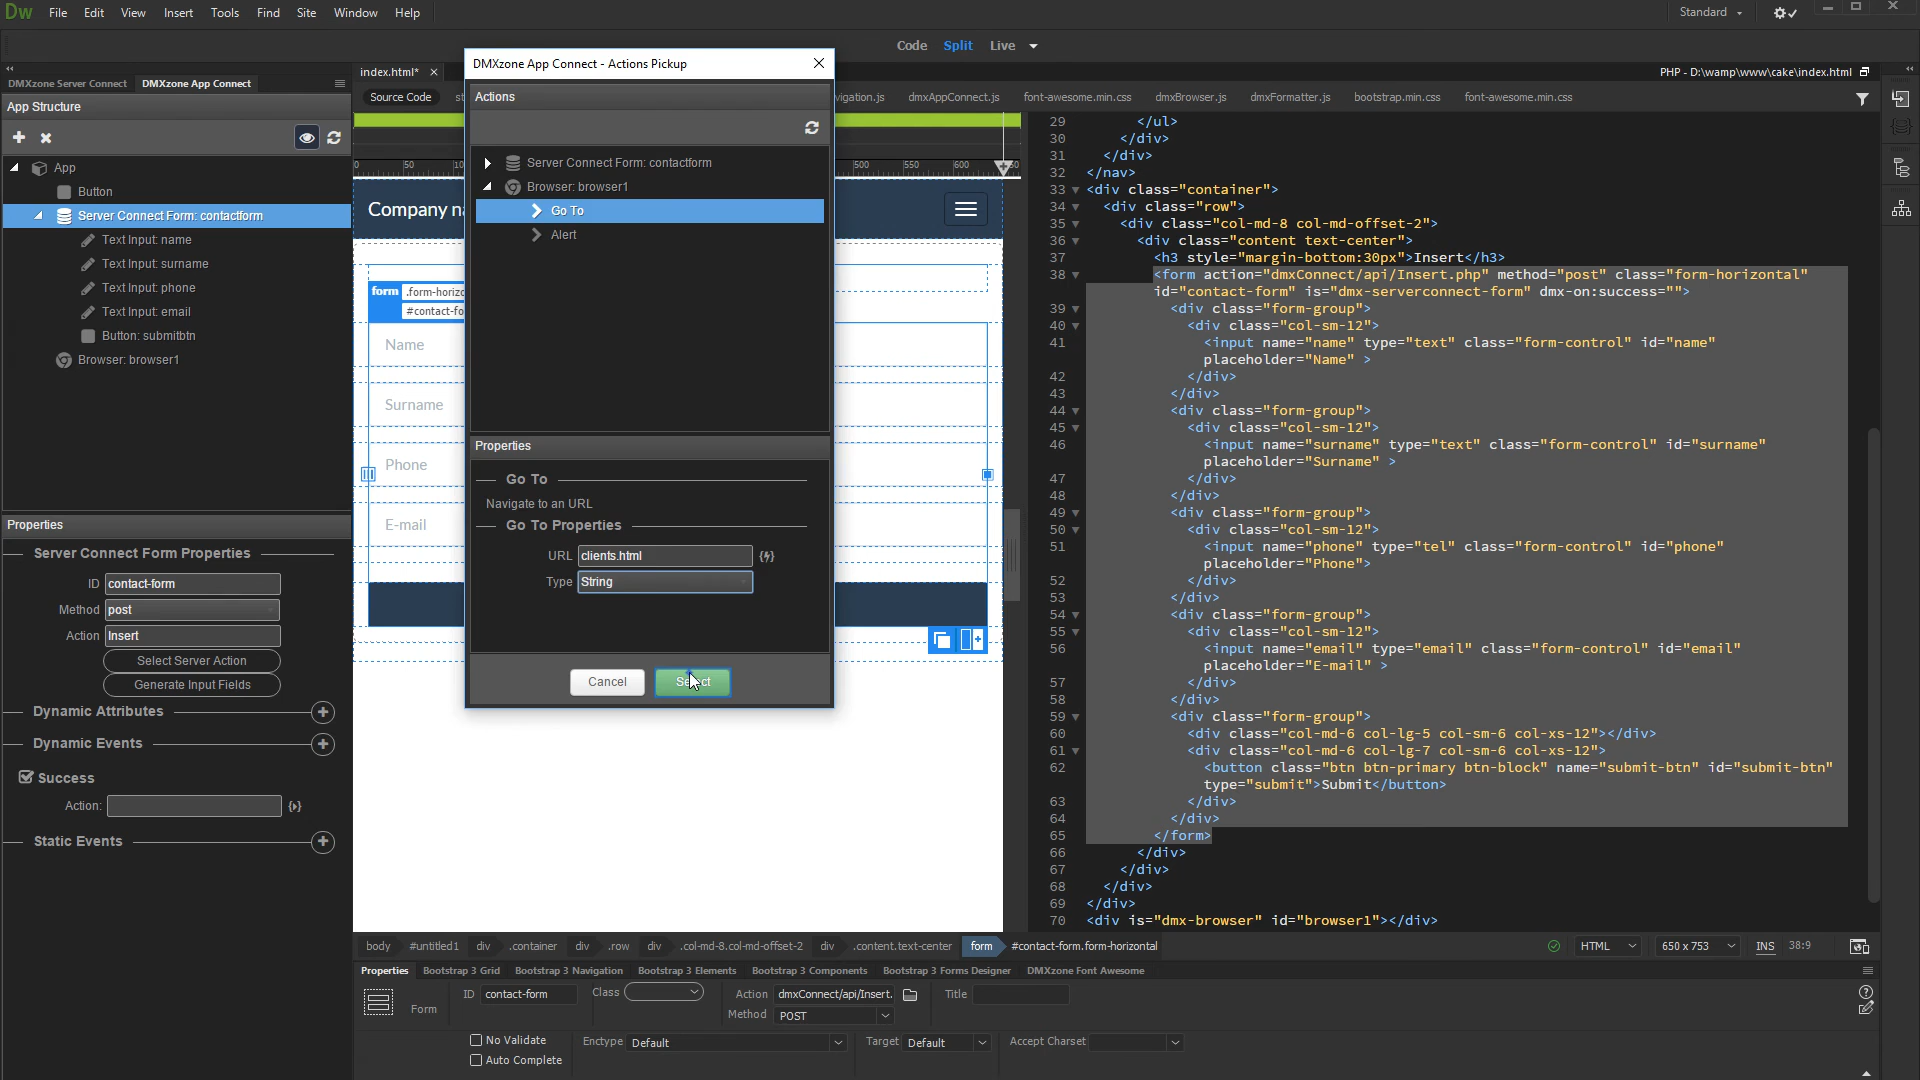 Dw File Edit View Insert Tools Find Site Window Help
Standard
Code Split Live
DMXzone Server Connect DMXzone App Connect
App Structure
App
Button
Server Connect Form: contactform
Text Input: name
Text Input: surname
Text Input: phone
Text Input: email
Button: submitbtn
Browser: browser1
Properties
Server Connect Form Properties
ID contact-form
Method post
Action Insert
Select Server Action
Generate Input Fields
Dynamic Attributes
Dynamic Events
Success
Action:
Static Events
index.html*
PHP - D:\wamp\www\cake\index.html
Source Code
vigation.js dmxAppConnect.js font-awesome.min.css dmxBrowser.js dmxFormatter.js bootstrap.min.css font-awesome.min.css
0 50 500 550 600
Company na
form .form-horizo
#contact-fo
Name
Surname
Phone
E-mail
DMXzone App Connect - Actions Pickup
Actions
Server Connect Form: contactform
Browser: browser1
Go To
Alert
Properties
Go To
Navigate to an URL
Go To Properties
URL clients.html
Type String
Cancel Select
29 </ul>
30 </div>
31 </div>
32 </nav>
33 <div class="container">
34 <div class="row">
35 <div class="col-md-8 col-md-offset-2">
36 <div class="content text-center">
37 <h3 style="margin-bottom:30px">Insert</h3>
38 <form action="dmxConnect/api/Insert.php" method="post" class="form-horizontal"
id="contact-form" is="dmx-serverconnect-form" dmx-on:success="">
39 <div class="form-group">
40 <div class="col-sm-12">
41 <input name="name" type="text" class="form-control" id="name"
placeholder="Name" >
42 </div>
43 </div>
44 <div class="form-group">
45 <div class="col-sm-12">
46 <input name="surname" type="text" class="form-control" id="surname"
placeholder="Surname" >
47 </div>
48 </div>
49 <div class="form-group">
50 <div class="col-sm-12">
51 <input name="phone" type="tel" class="form-control" id="phone"
placeholder="Phone">
52 </div>
53 </div>
54 <div class="form-group">
55 <div class="col-sm-12">
56 <input name="email" type="email" class="form-control" id="email"
placeholder="E-mail" >
57 </div>
58 </div>
59 <div class="form-group">
60 <div class="col-md-6 col-lg-5 col-sm-6 col-xs-12"></div>
61 <div class="col-md-6 col-lg-7 col-sm-6 col-xs-12">
62 <button class="btn btn-primary btn-block" name="submit-btn" id="submit-btn"
type="submit">Submit</button>
63 </div>
64 </div>
65 </form>
66 </div>
67 </div>
68 </div>
69 </div>
70 <div is="dmx-browser" id="browser1"></div>
body #untitled1 div .container div .row div .col-md-8.col-md-offset-2 div .content.text-center form #contact-form.form-horizontal
HTML 650 x 753 INS 38:9
Properties Bootstrap 3 Grid Bootstrap 3 Navigation Bootstrap 3 Elements Bootstrap 3 Components Bootstrap 3 Forms Designer DMXzone Font Awesome
Form ID contact-form Class Action dmxConnect/api/Insert. Title
Method POST
No Validate Enctype Default Target Default Accept Charset
Auto Complete